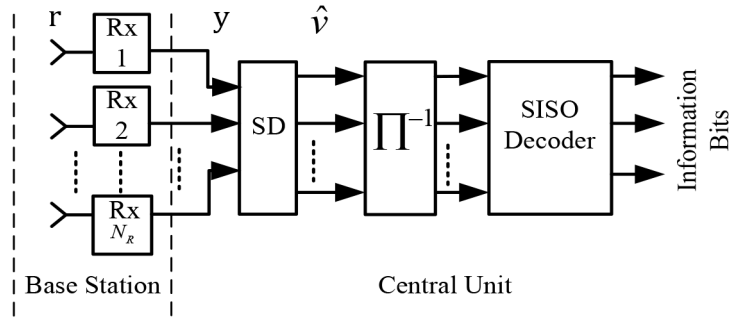 r
Rx
1
y
v̂
Rx
2
SD
∏⁻¹
SISO
Decoder
Information
Bits
Rx
N_R
Base Station
Central Unit